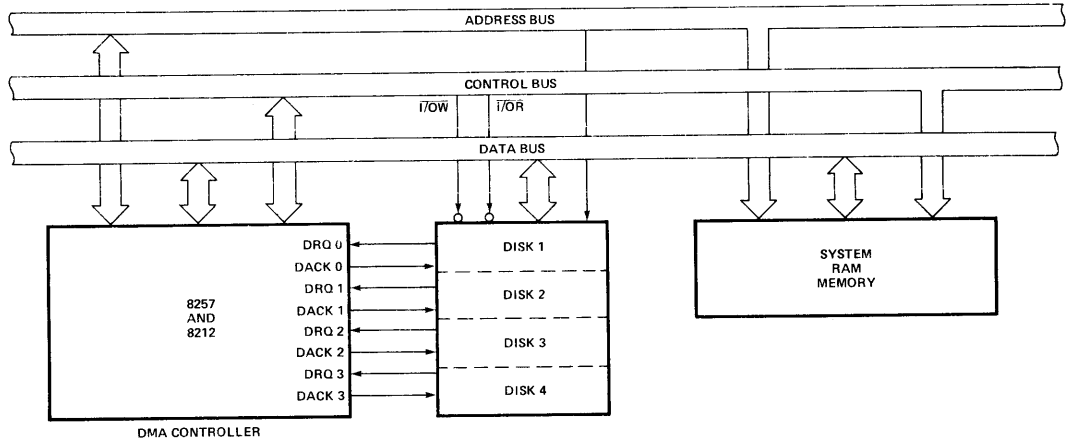 ADDRESS BUS
CONTROL BUS
I/OW
I/OR
DATA BUS
DRQ 0
DACK 0
DRQ 1
DACK 1
DRQ 2
DACK 2
DRQ 3
DACK 3
8257
AND
8212
DISK 1
DISK 2
DISK 3
DISK 4
SYSTEM
RAM
MEMORY
DMA CONTROLLER